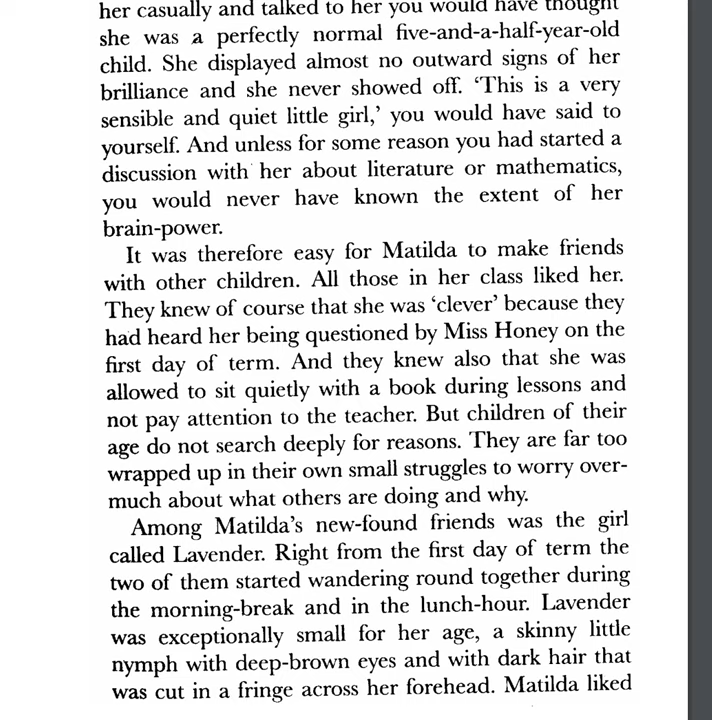 her casually and talked to her you would have thought
she was a perfectly normal five-and-a-half-year-old
child. She displayed almost no outward signs of her
brilliance and she never showed off. ‘This is a very
sensible and quiet little girl,’ you would have said to
yourself. And unless for some reason you had started a
discussion with her about literature or mathematics,
you would never have known the extent of her
brain-power.
It was therefore easy for Matilda to make friends
with other children. All those in her class liked her.
They knew of course that she was ‘clever’ because they
had heard her being questioned by Miss Honey on the
first day of term. And they knew also that she was
allowed to sit quietly with a book during lessons and
not pay attention to the teacher. But children of their
age do not search deeply for reasons. They are far too
wrapped up in their own small struggles to worry over-
much about what others are doing and why.
Among Matilda’s new-found friends was the girl
called Lavender. Right from the first day of term the
two of them started wandering round together during
the morning-break and in the lunch-hour. Lavender
was exceptionally small for her age, a skinny little
nymph with deep-brown eyes and with dark hair that
was cut in a fringe across her forehead. Matilda liked